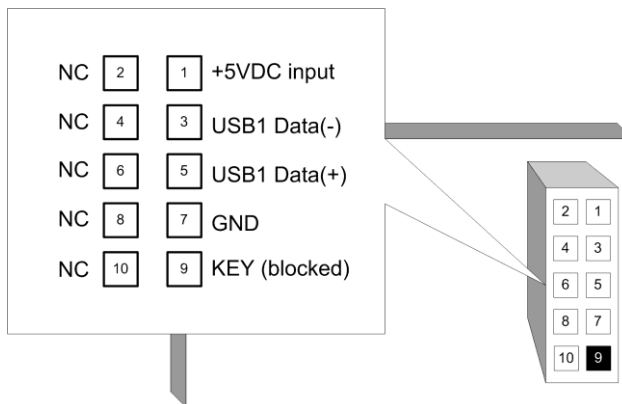 NC 2 1 +5VDC input
NC 4 3 USB1 Data(-)
NC 6 5 USB1 Data(+)
NC 8 7 GND
NC 10 9 KEY (blocked)
2 1
4 3
6 5
8 7
10 9